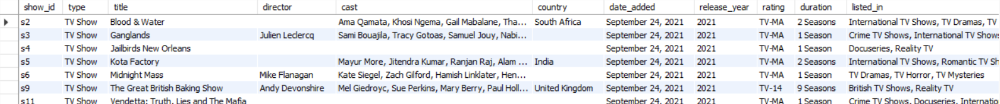 show_id type title director cast country date_added release_year rating duration listed_in
s2 TV Show Blood & Water Ama Qamata, Khosi Ngema, Gail Mabalane, Tha... South Africa September 24, 2021 2021 TV-MA 2 Seasons International TV Shows, TV Dramas, TV
s3 TV Show Ganglands Julien Leclercq Sami Bouajila, Tracy Gotoas, Samuel Jouy, Nabi... September 24, 2021 2021 TV-MA 1 Season Crime TV Shows, International TV Shows
s4 TV Show Jailbirds New Orleans September 24, 2021 2021 TV-MA 1 Season Docuseries, Reality TV
s5 TV Show Kota Factory Mayur More, Jitendra Kumar, Ranjan Raj, Alam ... India September 24, 2021 2021 TV-MA 2 Seasons International TV Shows, Romantic TV Sh
s6 TV Show Midnight Mass Mike Flanagan Kate Siegel, Zach Gilford, Hamish Linklater, Hen... September 24, 2021 2021 TV-MA 1 Season TV Dramas, TV Horror, TV Mysteries
s9 TV Show The Great British Baking Show Andy Devonshire Mel Giedroyc, Sue Perkins, Mary Berry, Paul Holl... United Kingdom September 24, 2021 2021 TV-14 9 Seasons British TV Shows, Reality TV
s11 TV Show Vendetta: Truth, Lies and The Mafia September 24, 2021 2021 TV-MA 1 Season Crime TV Shows, Docuseries, Internatio